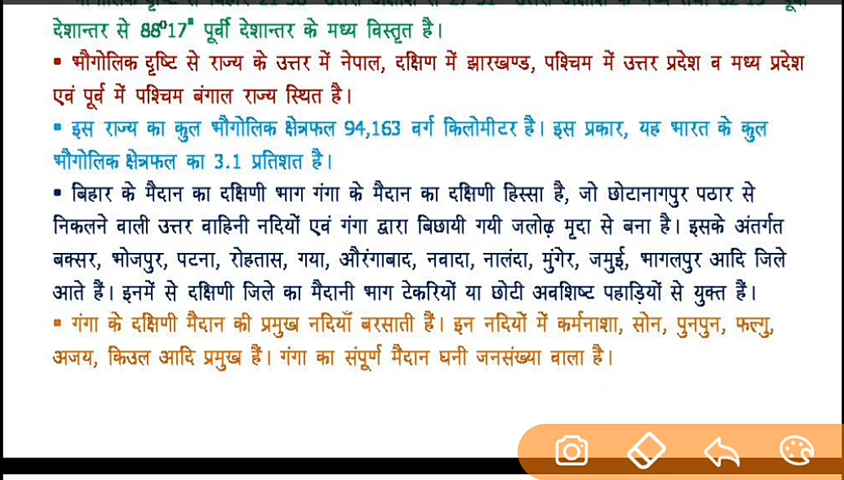 देशान्तर से 88⁰17" पूर्वी देशान्तर के मध्य विस्तृत है।
▪ भौगोलिक दृष्टि से राज्य के उत्तर में नेपाल, दक्षिण में झारखण्ड, पश्चिम में उत्तर प्रदेश व मध्य प्रदेश
एवं पूर्व में पश्चिम बंगाल राज्य स्थित है।
▪ इस राज्य का कुल भौगोलिक क्षेत्रफल 94,163 वर्ग किलोमीटर है। इस प्रकार, यह भारत के कुल
भौगोलिक क्षेत्रफल का 3.1 प्रतिशत है।
▪ बिहार के मैदान का दक्षिणी भाग गंगा के मैदान का दक्षिणी हिस्सा है, जो छोटानागपुर पठार से
निकलने वाली उत्तर वाहिनी नदियों एवं गंगा द्वारा बिछायी गयी जलोढ़ मृदा से बना है। इसके अंतर्गत
बक्सर, भोजपुर, पटना, रोहतास, गया, औरंगाबाद, नवादा, नालंदा, मुंगेर, जमुई, भागलपुर आदि जिले
आते हैं। इनमें से दक्षिणी जिले का मैदानी भाग टेकरियों या छोटी अवशिष्ट पहाड़ियों से युक्त हैं।
▪ गंगा के दक्षिणी मैदान की प्रमुख नदियाँ बरसाती हैं। इन नदियों में कर्मनाशा, सोन, पुनपुन, फल्गु,
अजय, किउल आदि प्रमुख हैं। गंगा का संपूर्ण मैदान घनी जनसंख्या वाला है।